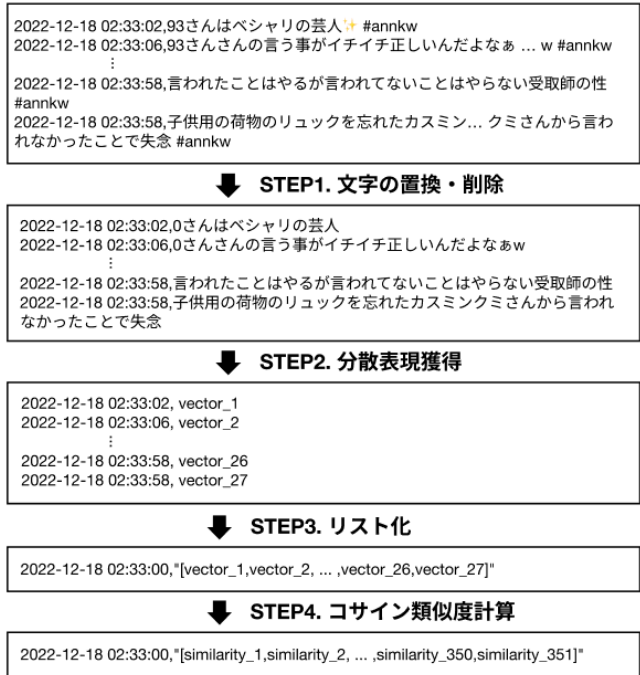 2022-12-18 02:33:02,93さんはベシャリの芸人✨ #annkw
2022-12-18 02:33:06,93さんさんの言う事がイチイチ正しいんだよなぁ … w #annkw
⋮
2022-12-18 02:33:58,言われたことはやるが言われてないことはやらない受取師の性
#annkw
2022-12-18 02:33:58,子供用の荷物のリュックを忘れたカスミン… クミさんから言わ
れなかったことで失念 #annkw
STEP1. 文字の置換・削除
2022-12-18 02:33:02,0さんはベシャリの芸人
2022-12-18 02:33:06,0さんさんの言う事がイチイチ正しいんだよなぁw
⋮
2022-12-18 02:33:58,言われたことはやるが言われてないことはやらない受取師の性
2022-12-18 02:33:58,子供用の荷物のリュックを忘れたカスミンクミさんから言われ
なかったことで失念
STEP2. 分散表現獲得
2022-12-18 02:33:02, vector_1
2022-12-18 02:33:06, vector_2
⋮
2022-12-18 02:33:58, vector_26
2022-12-18 02:33:58, vector_27
STEP3. リスト化
2022-12-18 02:33:00,"[vector_1,vector_2, ... ,vector_26,vector_27]"
STEP4. コサイン類似度計算
2022-12-18 02:33:00,"[similarity_1,similarity_2, ... ,similarity_350,similarity_351]"